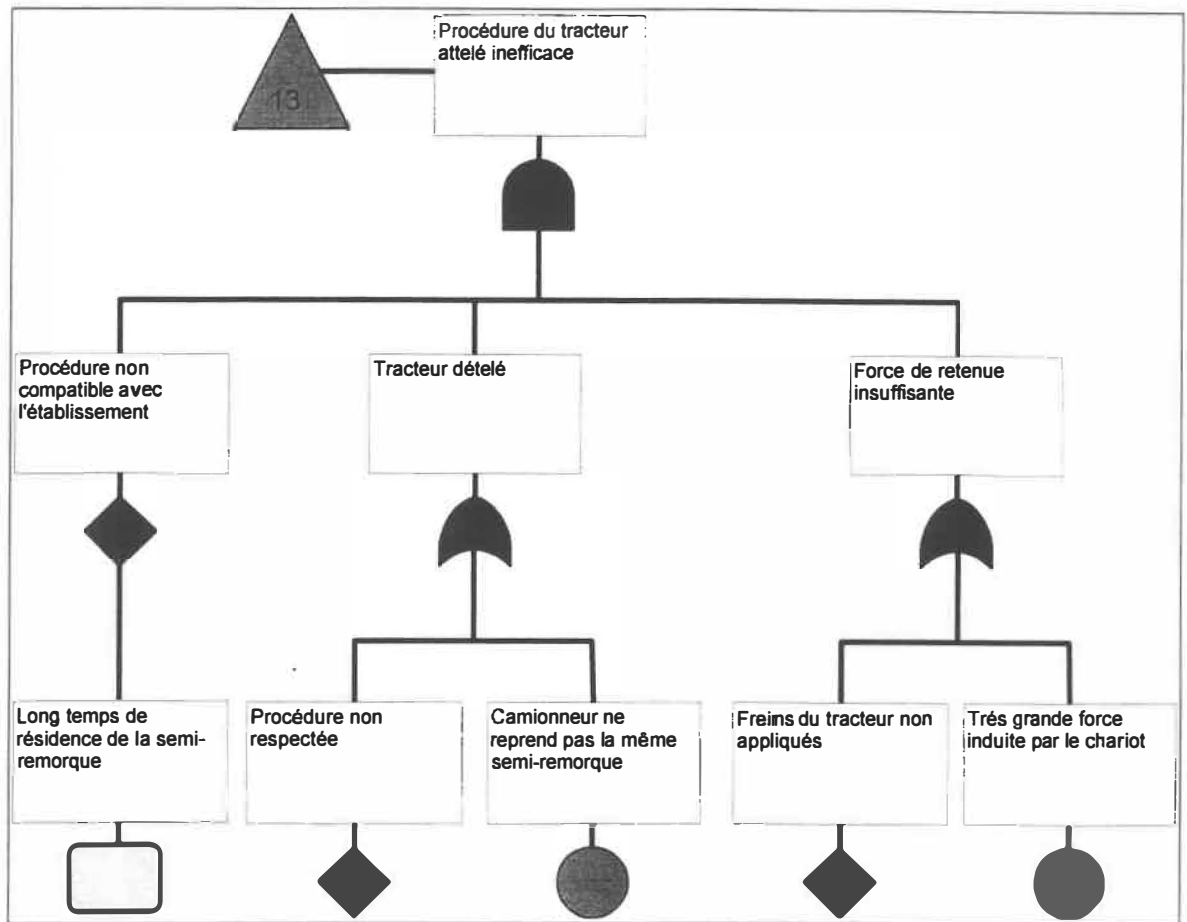 Procédure du tracteur
attelé inefficace
13
Procédure non
compatible avec
l'établissement
Tracteur dételé
Force de retenue
insuffisante
Long temps de
résidence de la semi-
remorque
Procédure non
respectée
Camionneur ne
reprend pas la même
semi-remorque
Freins du tracteur non
appliqués
Trés grande force
induite par le chariot